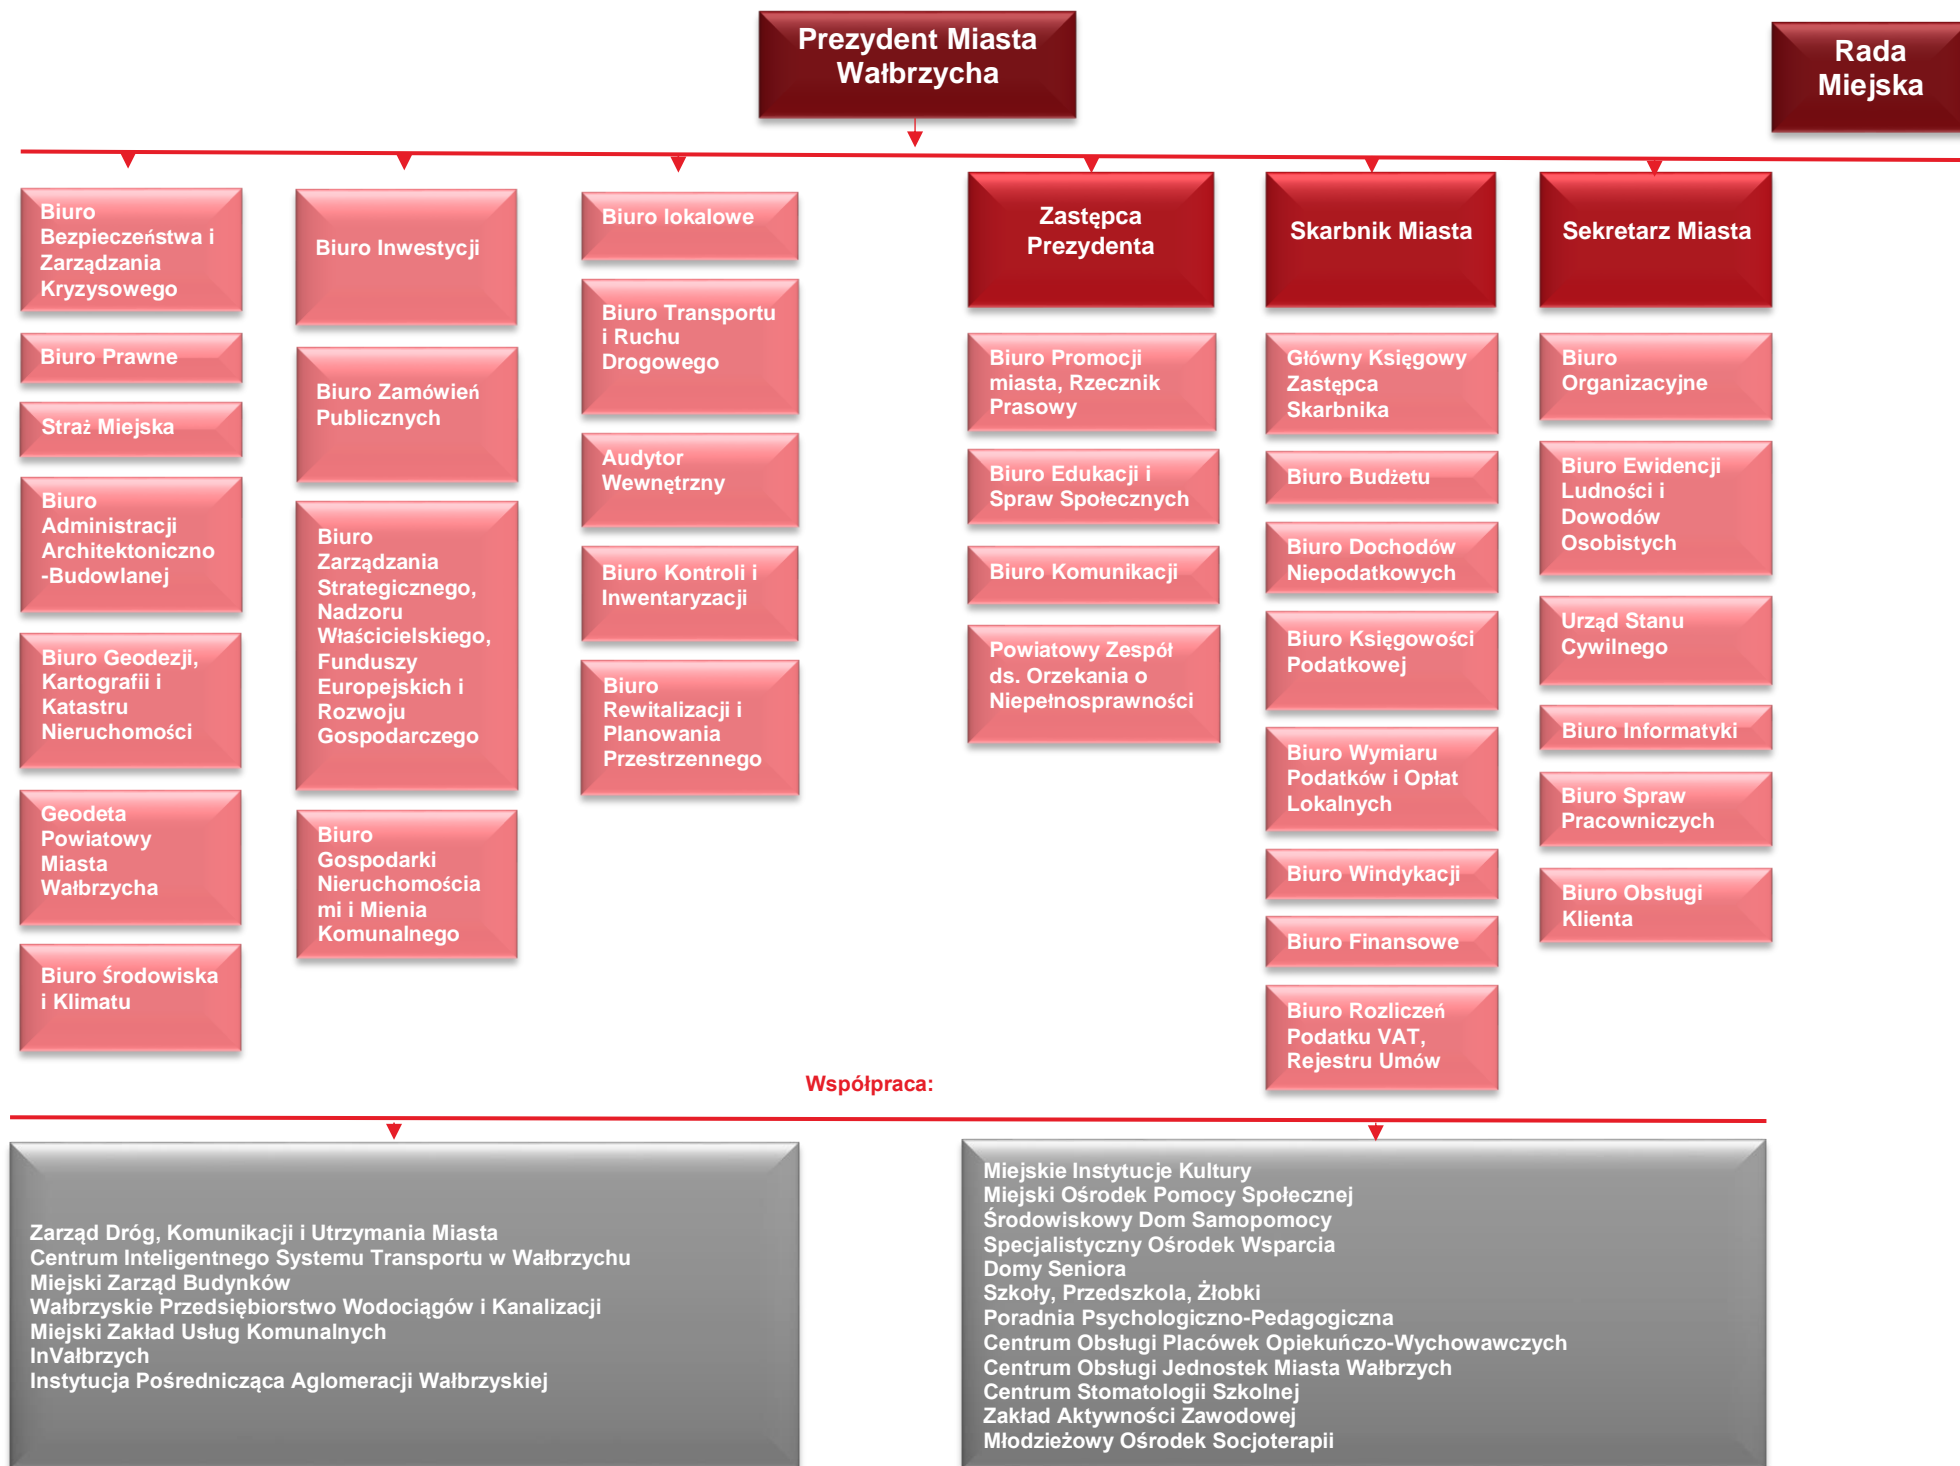 Prezydent Miasta
Wałbrzycha
Rada
Miejska
Biuro
Bezpieczeństwa i
Zarządzania
Kryzysowego
Biuro Prawne
Straż Miejska
Biuro
Administracji
Architektoniczno
-Budowlanej
Biuro Geodezji,
Kartografii i
Katastru
Nieruchomości
Geodeta
Powiatowy
Miasta
Wałbrzycha
Biuro Środowiska
i Klimatu
Biuro Inwestycji
Biuro Zamówień
Publicznych
Biuro
Zarządzania
Strategicznego,
Nadzoru
Właścicielskiego,
Funduszy
Europejskich i
Rozwoju
Gospodarczego
Biuro
Gospodarki
Nieruchomościa
mi i Mienia
Komunalnego
Biuro lokalowe
Biuro Transportu
i Ruchu
Drogowego
Audytor
Wewnętrzny
Biuro Kontroli i
Inwentaryzacji
Biuro
Rewitalizacji i
Planowania
Przestrzennego
Zastępca
Prezydenta
Biuro Promocji
miasta, Rzecznik
Prasowy
Biuro Edukacji i
Spraw Społecznych
Biuro Komunikacji
Powiatowy Zespół
ds. Orzekania o
Niepełnosprawności
Skarbnik Miasta
Główny Księgowy
Zastępca
Skarbnika
Biuro Budżetu
Biuro Dochodów
Niepodatkowych
Biuro Księgowości
Podatkowej
Biuro Wymiaru
Podatków i Opłat
Lokalnych
Biuro Windykacji
Biuro Finansowe
Biuro Rozliczeń
Podatku VAT,
Rejestru Umów
Sekretarz Miasta
Biuro
Organizacyjne
Biuro Ewidencji
Ludności i
Dowodów
Osobistych
Urząd Stanu
Cywilnego
Biuro Informatyki
Biuro Spraw
Pracowniczych
Biuro Obsługi
Klienta
Współpraca:
Zarząd Dróg, Komunikacji i Utrzymania Miasta
Centrum Inteligentnego Systemu Transportu w Wałbrzychu
Miejski Zarząd Budynków
Wałbrzyskie Przedsiębiorstwo Wodociągów i Kanalizacji
Miejski Zakład Usług Komunalnych
InVałbrzych
Instytucja Pośrednicząca Aglomeracji Wałbrzyskiej
Miejskie Instytucje Kultury
Miejski Ośrodek Pomocy Społecznej
Środowiskowy Dom Samopomocy
Specjalistyczny Ośrodek Wsparcia
Domy Seniora
Szkoły, Przedszkola, Żłobki
Poradnia Psychologiczno-Pedagogiczna
Centrum Obsługi Placówek Opiekuńczo-Wychowawczych
Centrum Obsługi Jednostek Miasta Wałbrzych
Centrum Stomatologii Szkolnej
Zakład Aktywności Zawodowej
Młodzieżowy Ośrodek Socjoterapii